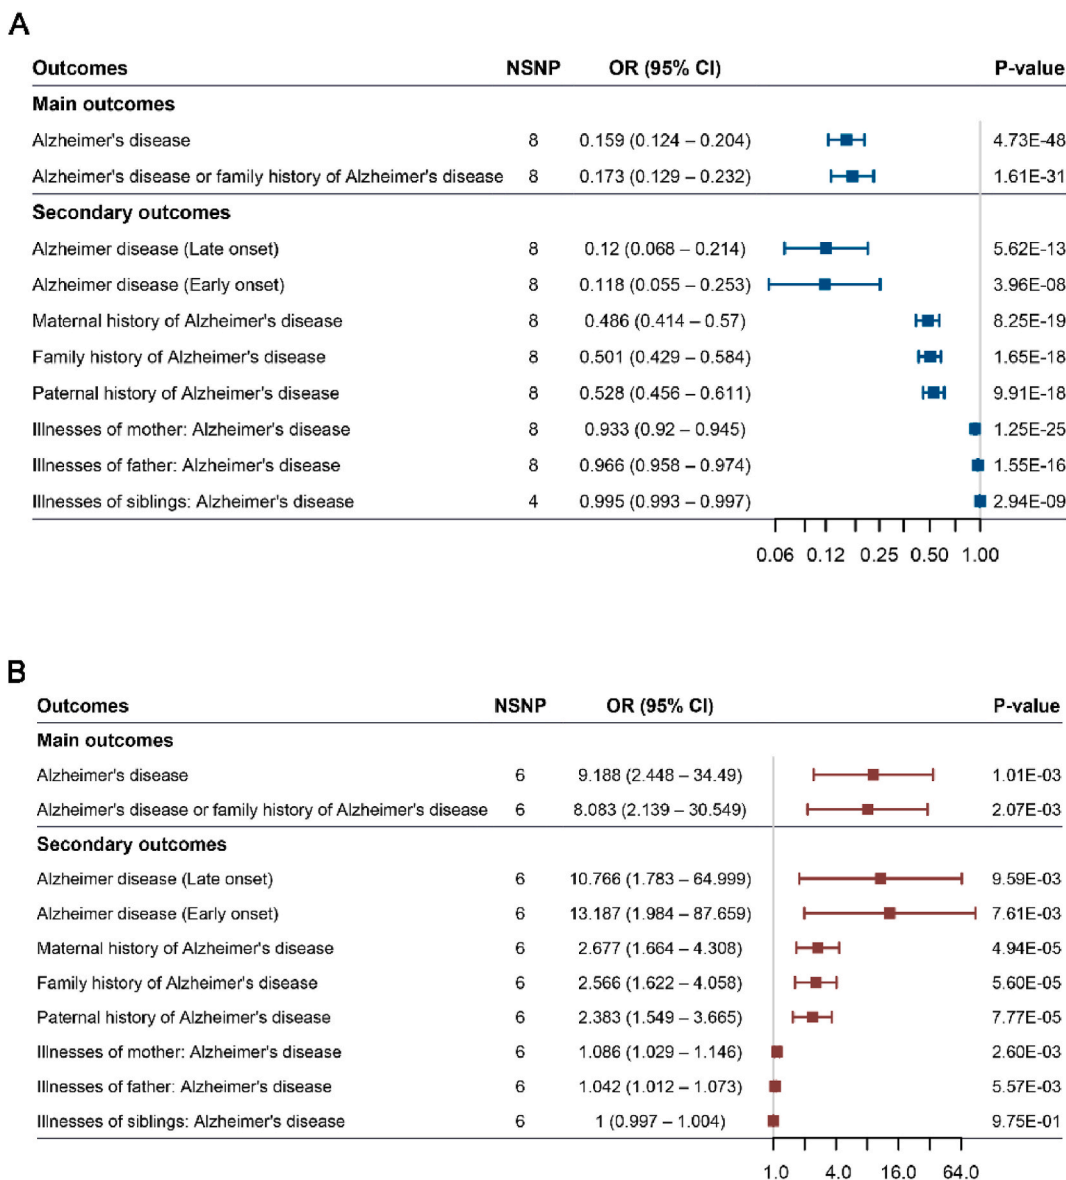 A
Outcomes NSNP OR (95% CI) P-value
Main outcomes
Alzheimer's disease 8 0.159 (0.124 – 0.204) 4.73E-48
Alzheimer's disease or family history of Alzheimer's disease 8 0.173 (0.129 – 0.232) 1.61E-31
Secondary outcomes
Alzheimer disease (Late onset) 8 0.12 (0.068 – 0.214) 5.62E-13
Alzheimer disease (Early onset) 8 0.118 (0.055 – 0.253) 3.96E-08
Maternal history of Alzheimer's disease 8 0.486 (0.414 – 0.57) 8.25E-19
Family history of Alzheimer's disease 8 0.501 (0.429 – 0.584) 1.65E-18
Paternal history of Alzheimer's disease 8 0.528 (0.456 – 0.611) 9.91E-18
Illnesses of mother: Alzheimer's disease 8 0.933 (0.92 – 0.945) 1.25E-25
Illnesses of father: Alzheimer's disease 8 0.966 (0.958 – 0.974) 1.55E-16
Illnesses of siblings: Alzheimer's disease 4 0.995 (0.993 – 0.997) 2.94E-09
0.06 0.12 0.25 0.50 1.00
B
Outcomes NSNP OR (95% CI) P-value
Main outcomes
Alzheimer's disease 6 9.188 (2.448 – 34.49) 1.01E-03
Alzheimer's disease or family history of Alzheimer's disease 6 8.083 (2.139 – 30.549) 2.07E-03
Secondary outcomes
Alzheimer disease (Late onset) 6 10.766 (1.783 – 64.999) 9.59E-03
Alzheimer disease (Early onset) 6 13.187 (1.984 – 87.659) 7.61E-03
Maternal history of Alzheimer's disease 6 2.677 (1.664 – 4.308) 4.94E-05
Family history of Alzheimer's disease 6 2.566 (1.622 – 4.058) 5.60E-05
Paternal history of Alzheimer's disease 6 2.383 (1.549 – 3.665) 7.77E-05
Illnesses of mother: Alzheimer's disease 6 1.086 (1.029 – 1.146) 2.60E-03
Illnesses of father: Alzheimer's disease 6 1.042 (1.012 – 1.073) 5.57E-03
Illnesses of siblings: Alzheimer's disease 6 1 (0.997 – 1.004) 9.75E-01
1.0 4.0 16.0 64.0